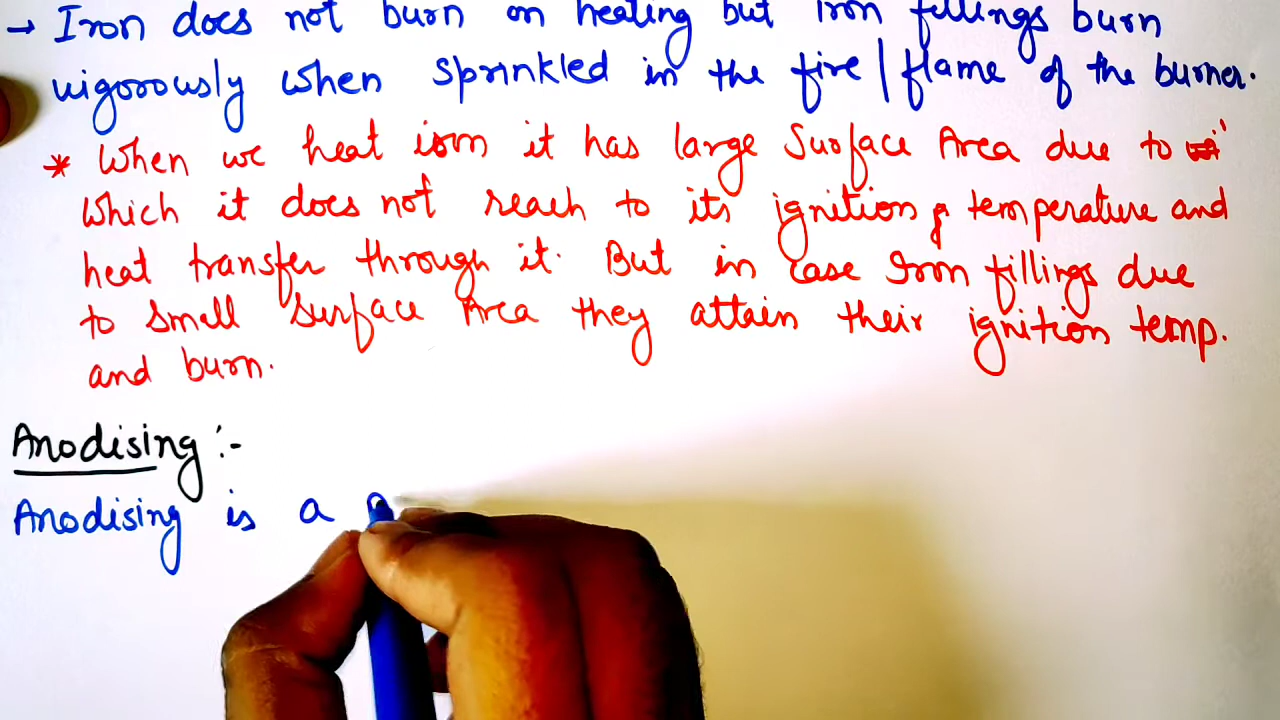 → Iron does not burn on heating but iron fillings burn
vigorously when sprinkled in the fire/flame of the burner.
* When we heat iron it has large Surface Area due to
which it does not reach to its ignition temperature and
heat transfer through it. But in case Iron fillings due
to small surface Area they attain their ignition temp.
and burn.
Anodising :-
Anodising is a